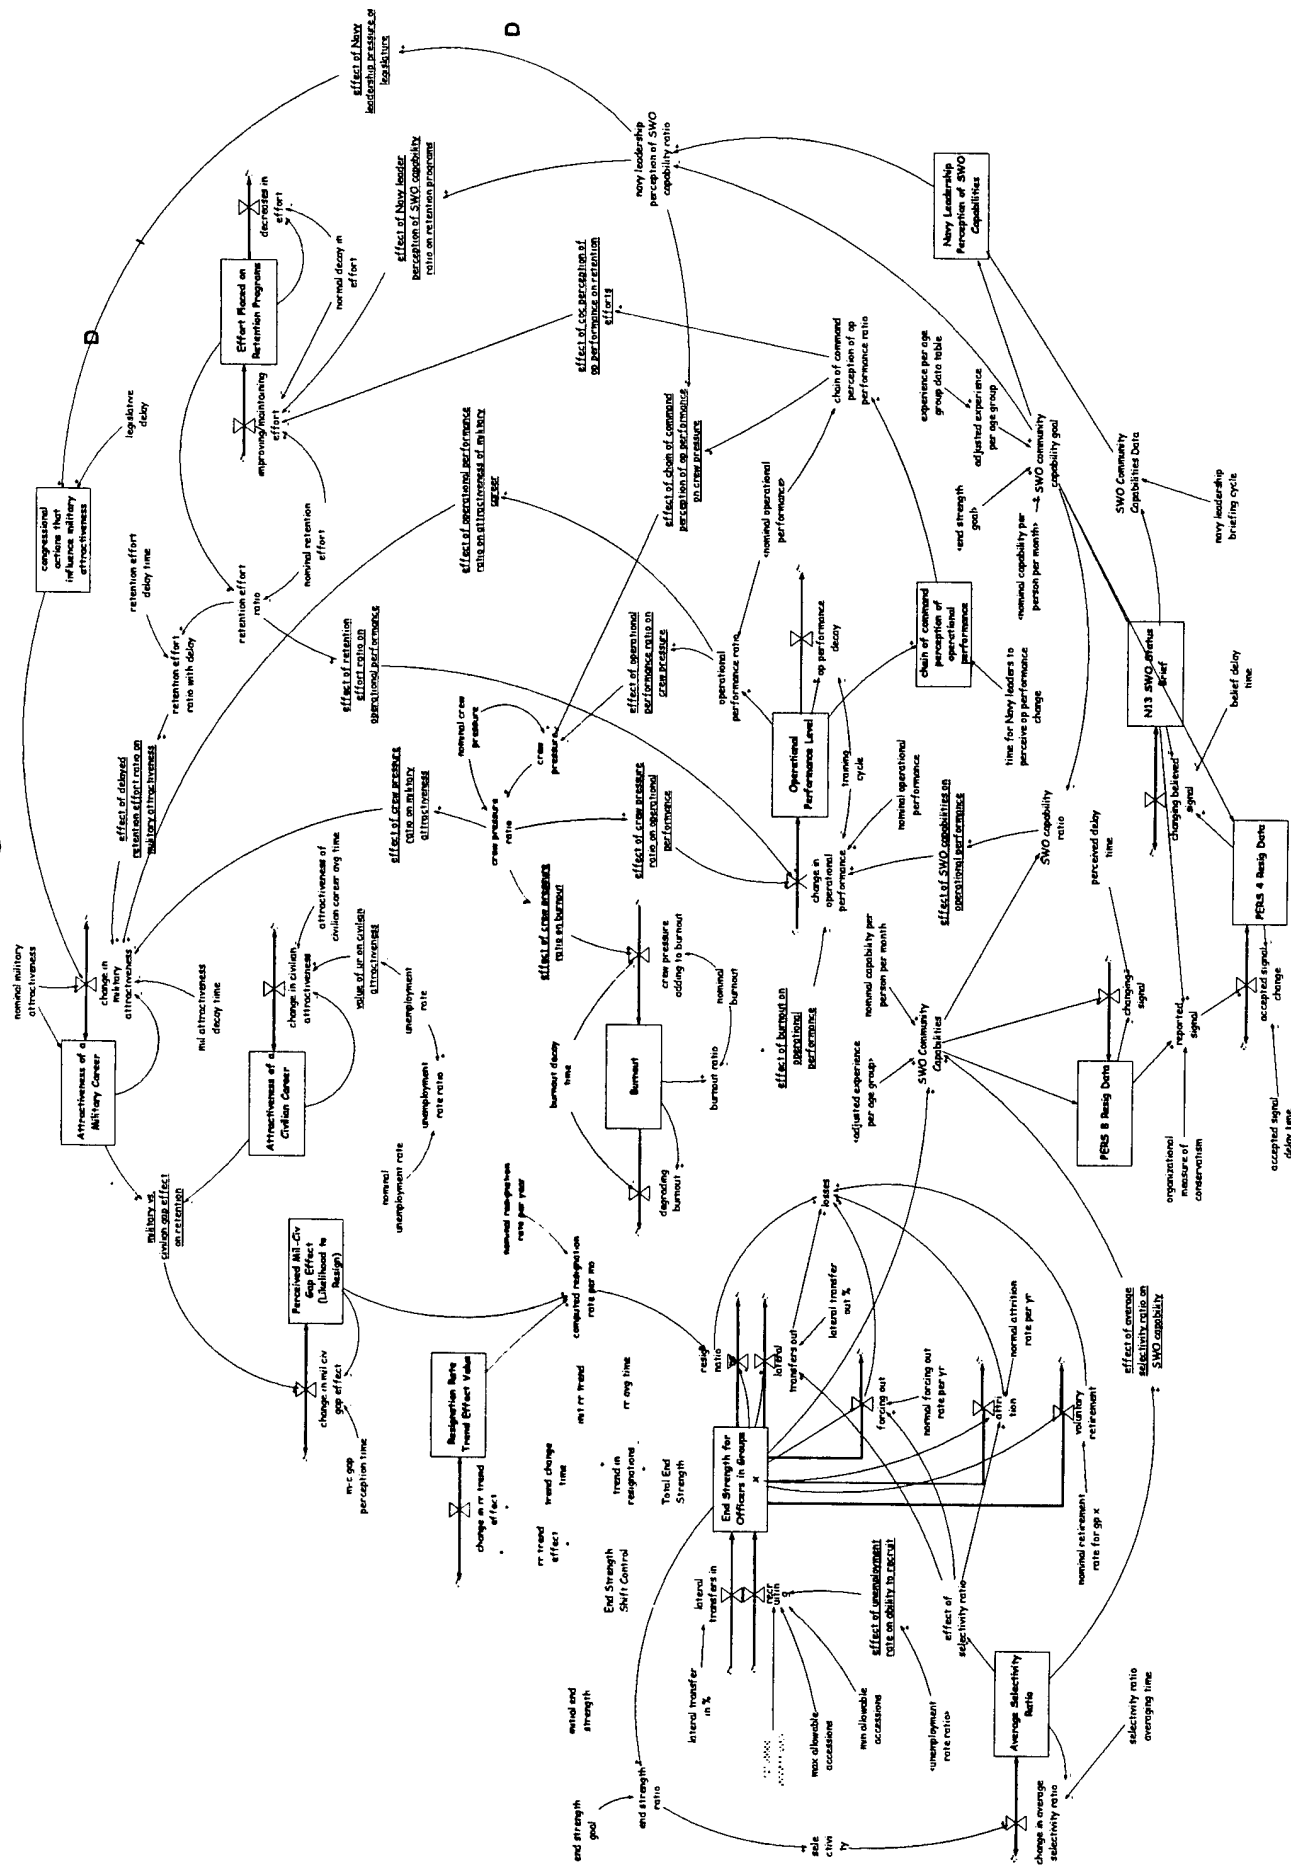 effect of Navy
leadership pressure of
legislature
D
D
congressional
actions that
influence military
attractiveness
legislative
delay
Effort Placed on
Retention Programs
improving/maintaining
effort
decreases in
effort
normal decay in
effort
effect of Navy leader
perception of SWO capability
ratio on retention programs
navy leadership
perception of SWO
capability ratio
Navy Leadership
Perception of SWO
Capabilities
effect of coc perception of
op performance on retention
efforts
chain of command
perception of op
performance ratio
effect of chain of command
perception of op performance
on crew pressure
experience per age
group data table
adjusted experience
per age group
<end strength
goal>
SWO community
capability goal
<nominal capability per
person per month>
SWO Community
Capabilities Data
navy leadership
briefing cycle
retention effort
delay time
retention effort
ratio
retention effort
ratio with delay
nominal retention
effort
effect of operational performance
ratio on attractiveness of military
career
<nominal operational
performance>
effect of retention
effort ratio on
operational performance
effect of operational
performance ratio on
crew pressure
operational
performance ratio
op performance
decay
Operational
Performance Level
training
cycle
chain of command
perception of
operational
performance
time for Navy leaders to
perceive op performance
change
N13 SWO Status
Brief
belief delay
time
changing believed
signal
effect of delayed
retention effort ratio on
military attractiveness
nominal crew
pressure
crew
pressure
crew pressure
ratio
effect of crew pressure
ratio on military
attractiveness
effect of crew pressure
ratio on operational
performance
effect of crew pressure
ratio on burnout
change in
operational
performance
nominal operational
performance
effect of SWO capabilities on
operational performance
SWO capability
ratio
perceived delay
time
PERS 4 Resig Data
nominal military
attractiveness
change in
military
attractiveness
mil attractiveness
decay time
Attractiveness of a
Military Career
change in civilian
attractiveness
attractiveness of
civilian career avg time
value of ur on civilian
attractiveness
Attractiveness of a
Civilian Career
unemployment
rate
unemployment
rate ratio
nominal
unemployment rate
crew pressure
adding to burnout
nominal
burnout
burnout decay
time
Burnout
burnout ratio
degrading
burnout
effect of burnout on
operational
performance
nominal capability per
person per month
<adjusted experience
per age group>
SWO Community
Capabilities
changing
signal
PERS 8 Resig Data
reported
signal
organizational
measure of
conservatism
accepted signal
change
accepted signal
delay time
military vs.
civilian gap effect
on retention
Perceived Mil-Civ
Gap Effect
(Likelihood to
Resign)
change in mil civ
gap effect
m-c gap
perception time
nominal resignation
rate per year
computed resignation
rate per mo
Resignation Rate
Trend Effect Value
change in rr trend
effect
init rr trend
rr avg time
trend change
time
trend in
resignations
rr trend
effect
Total End
Strength
End Strength
Shift Control
resig
ratio
lateral
transfers out
lateral transfer
out %
losses
forcing out
normal forcing out
rate per yr
attri
tion
normal attrition
rate per yr
voluntary
retirement
nominal retirement
rate for gp x
effect of average
selectivity ratio on
SWO capability
End Strength for
Officers in Groups
x
lateral
transfers in
lateral transfer
in %
recr
uitin
g
effect of unemployment
rate on ability to recruit
max allowable
accessions
min allowable
accessions
<unemployment
rate ratio>
effect of
selectivity ratio
initial end
strength
end strength
goal
end strength
ratio
sele
ctivi
ty
Average Selectivity
Ratio
change in average
selectivity ratio
selectivity ratio
averaging time